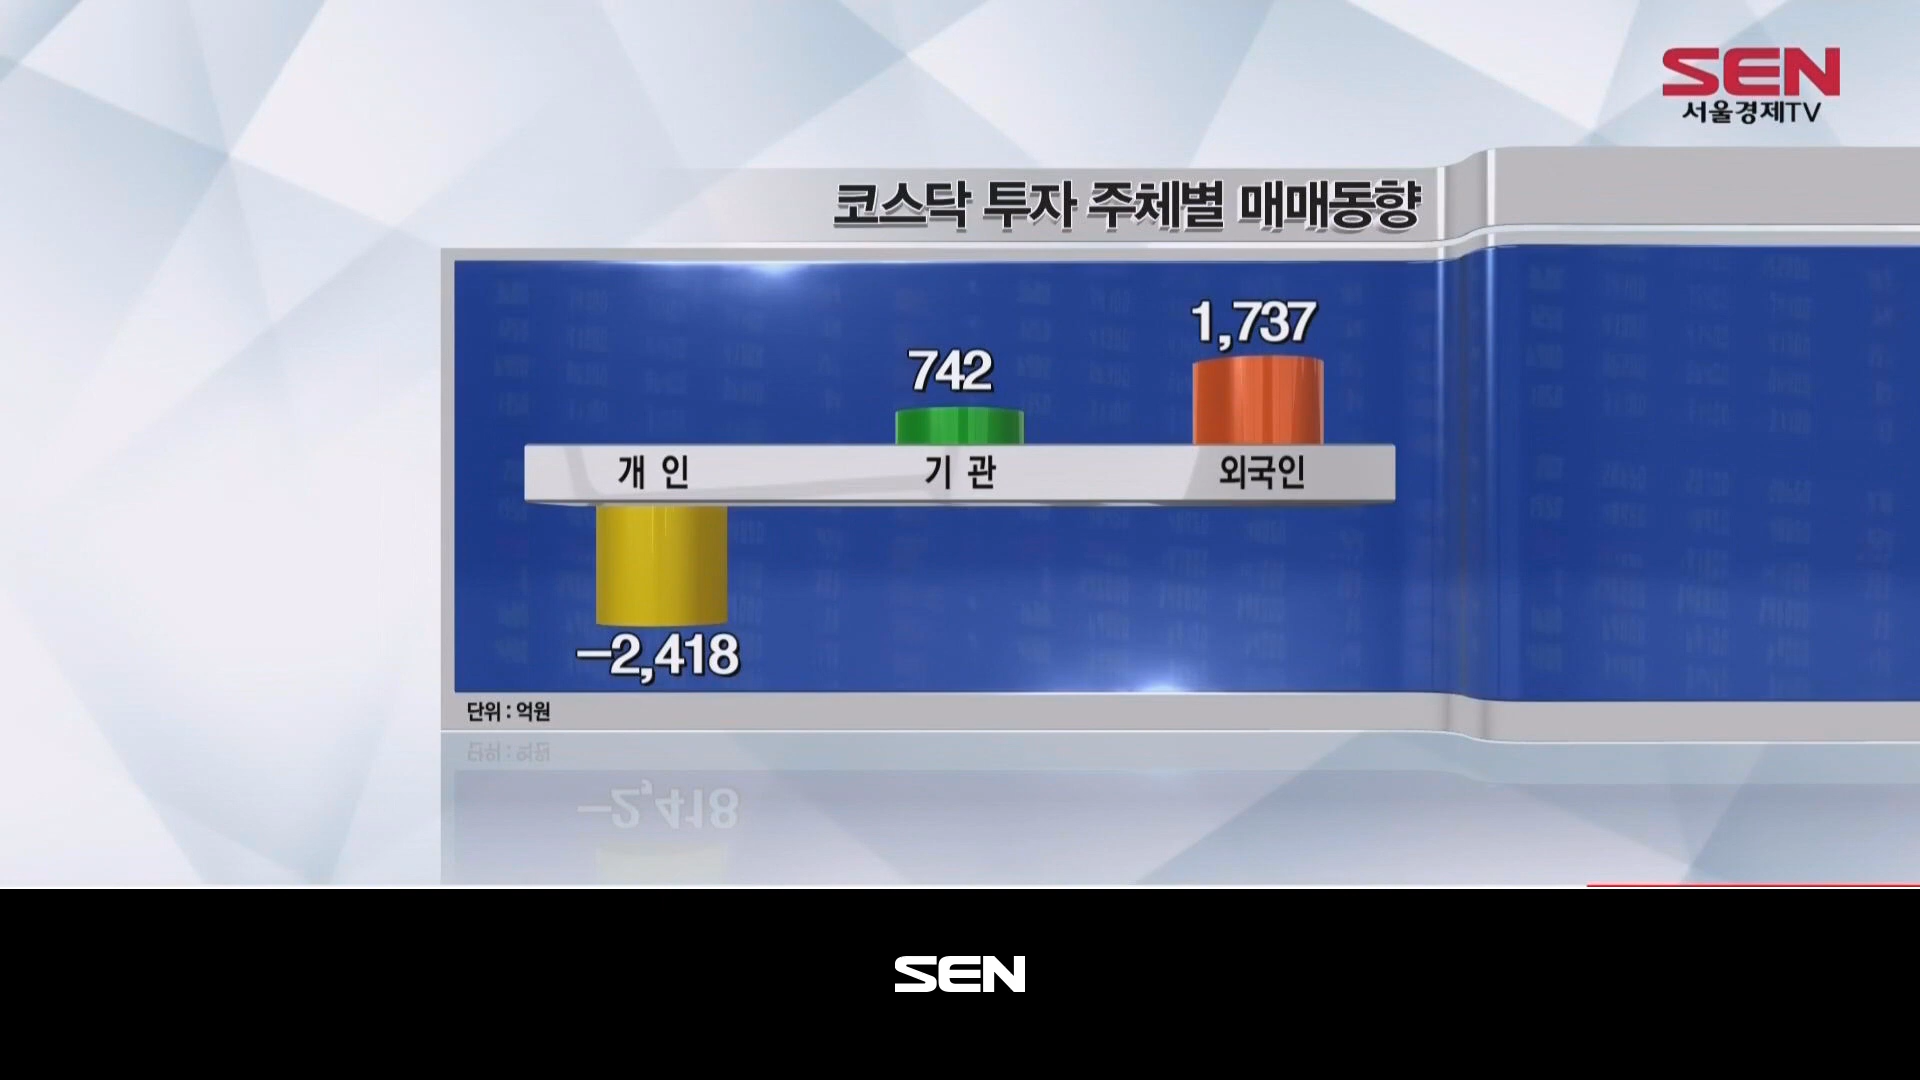 SEN
서울경제TV
코스닥 투자 주체별 매매동향
1,737
742
개 인 기 관 외국인
-2,418
단위 : 억원
SEN